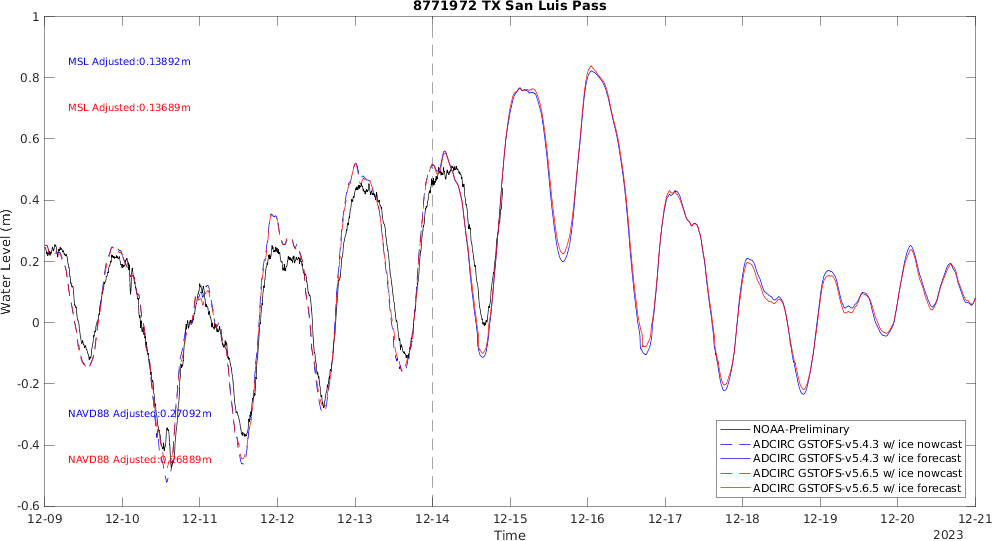 8771972 TX San Luis Pass
1
0.8
0.6
0.4
0.2
0
-0.2
-0.4
-0.6
Water Level (m)
MSL Adjusted:0.13892m
MSL Adjusted:0.13689m
NAVD88 Adjusted:0.27092m
NAVD88 Adjusted:0.26889m
NOAA-Preliminary
ADCIRC GSTOFS-v5.4.3 w/ ice nowcast
ADCIRC GSTOFS-v5.4.3 w/ ice forecast
ADCIRC GSTOFS-v5.6.5 w/ ice nowcast
ADCIRC GSTOFS-v5.6.5 w/ ice forecast
12-09 12-10 12-11 12-12 12-13 12-14 12-15 12-16 12-17 12-18 12-19 12-20 12-21
Time
2023